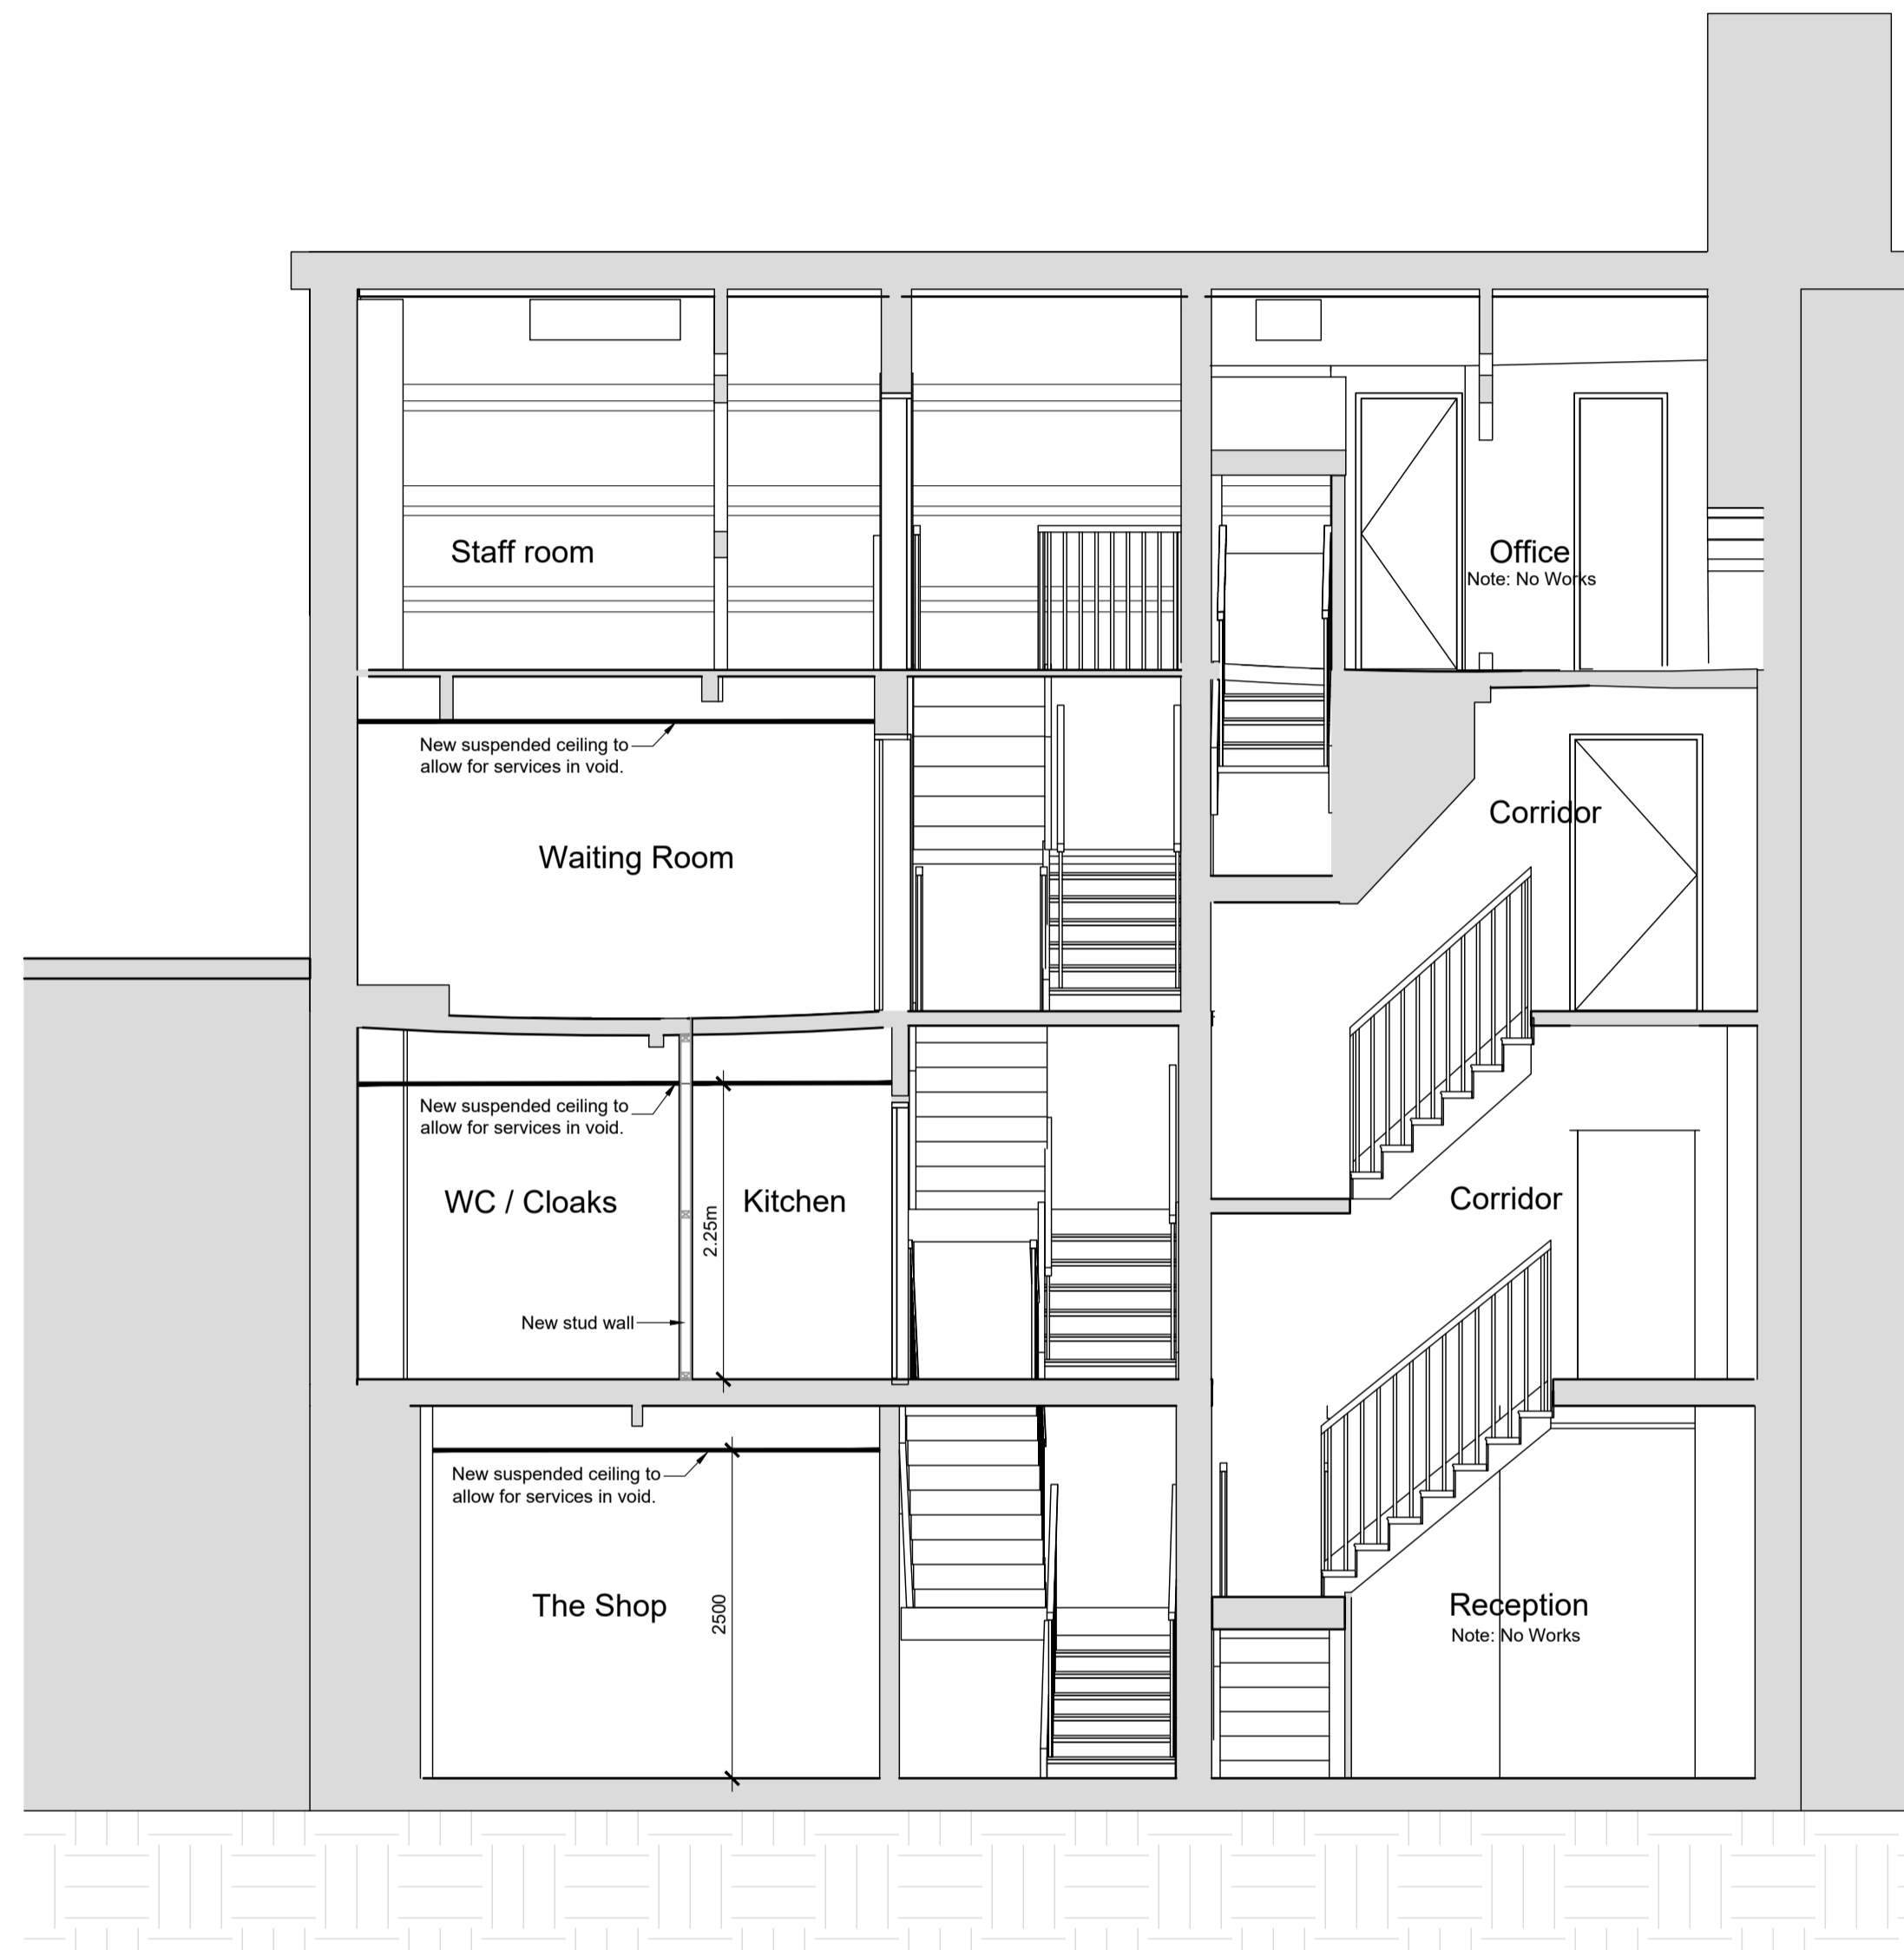 Staff room
Office
Note: No Works
New suspended ceiling to
allow for services in void.
Corridor
Waiting Room
New suspended ceiling to
allow for services in void.
WC / Cloaks
Kitchen
2.25m
Corridor
New stud wall
New suspended ceiling to
allow for services in void.
The Shop
2500
Reception
Note: No Works